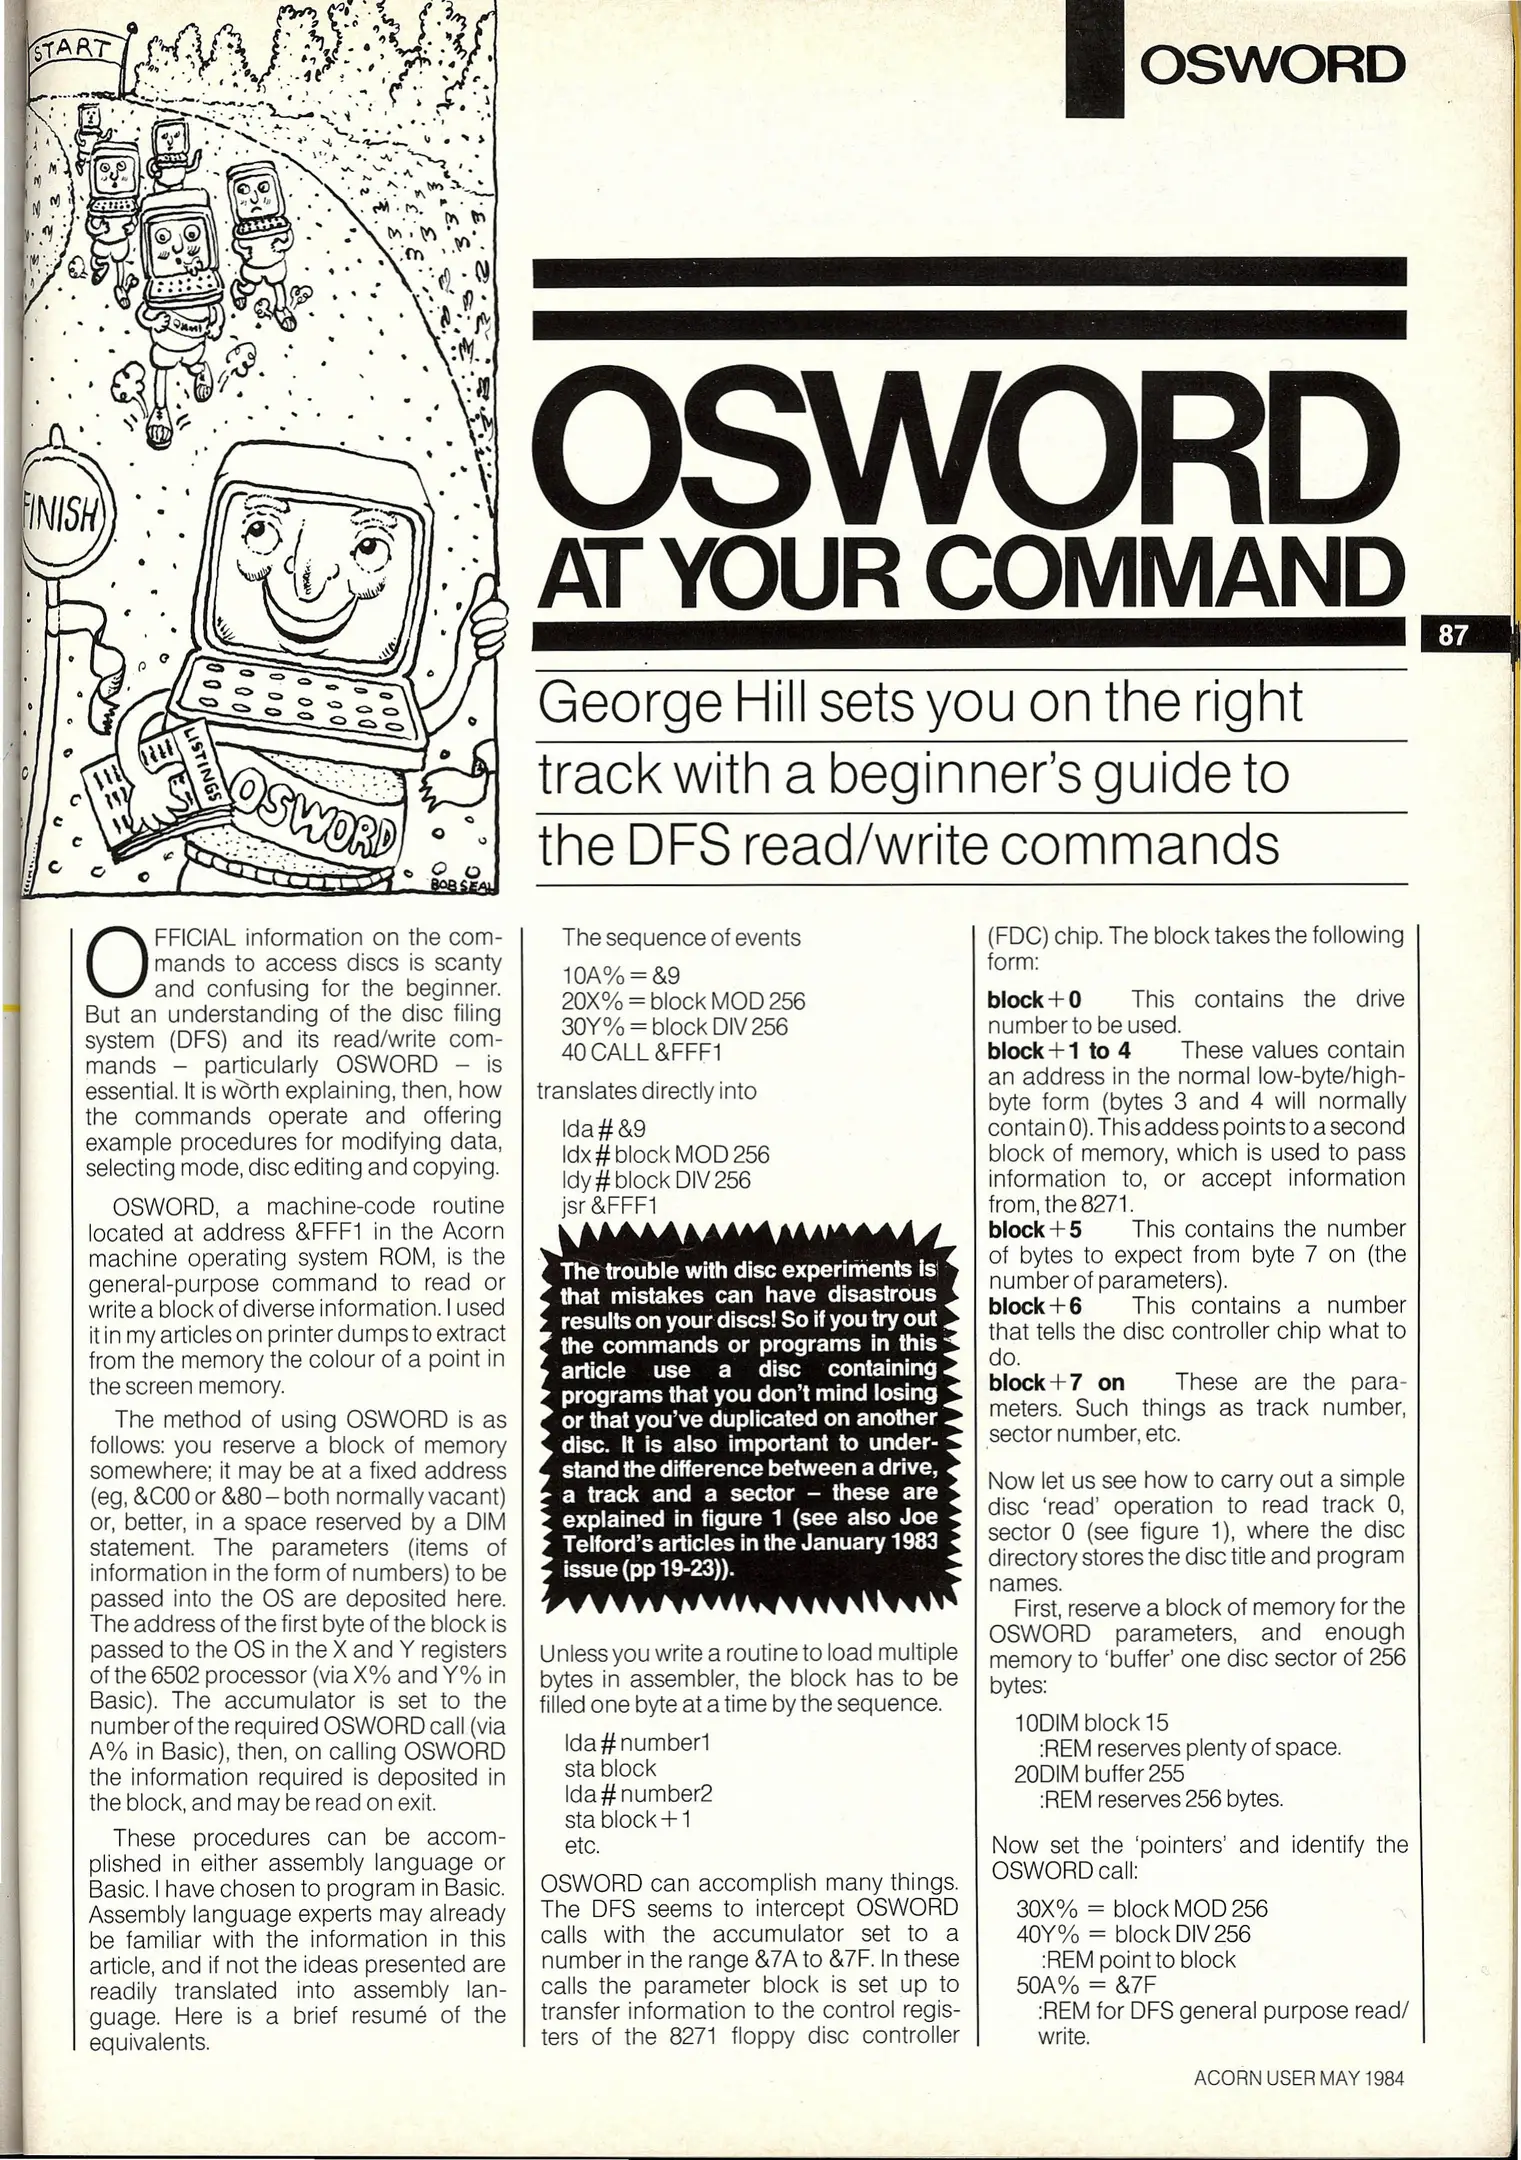 START
FINISH
LISTINGS
OSWORD
BOB SEAL
OSWORD
OSWORD
AT YOUR COMMAND
87
George Hill sets you on the right
track with a beginner's guide to
the DFS read/write commands
OFFICIAL information on the com-
mands to access discs is scanty
and confusing for the beginner.
But an understanding of the disc filing
system (DFS) and its read/write com-
mands – particularly OSWORD – is
essential. It is worth explaining, then, how
the commands operate and offering
example procedures for modifying data,
selecting mode, disc editing and copying.
OSWORD, a machine-code routine
located at address &FFF1 in the Acorn
machine operating system ROM, is the
general-purpose command to read or
write a block of diverse information. I used
it in my articles on printer dumps to extract
from the memory the colour of a point in
the screen memory.
The method of using OSWORD is as
follows: you reserve a block of memory
somewhere; it may be at a fixed address
(eg, &C00 or &80 – both normally vacant)
or, better, in a space reserved by a DIM
statement. The parameters (items of
information in the form of numbers) to be
passed into the OS are deposited here.
The address of the first byte of the block is
passed to the OS in the X and Y registers
of the 6502 processor (via X% and Y% in
Basic). The accumulator is set to the
number of the required OSWORD call (via
A% in Basic), then, on calling OSWORD
the information required is deposited in
the block, and may be read on exit.
These procedures can be accom-
plished in either assembly language or
Basic. I have chosen to program in Basic.
Assembly language experts may already
be familiar with the information in this
article, and if not the ideas presented are
readily translated into assembly lan-
guage. Here is a brief resumé of the
equivalents.
The sequence of events
10A% = &9
20X% = block MOD 256
30Y% = block DIV 256
40 CALL &FFF1
translates directly into
lda # &9
ldx # block MOD 256
ldy # block DIV 256
jsr &FFF1
The trouble with disc experiments is
that mistakes can have disastrous
results on your discs! So if you try out
the commands or programs in this
article use a disc containing
programs that you don't mind losing
or that you've duplicated on another
disc. It is also important to under-
stand the difference between a drive,
a track and a sector – these are
explained in figure 1 (see also Joe
Telford's articles in the January 1983
issue (pp 19-23)).
Unless you write a routine to load multiple
bytes in assembler, the block has to be
filled one byte at a time by the sequence.
lda # number1
sta block
lda # number2
sta block + 1
etc.
OSWORD can accomplish many things.
The DFS seems to intercept OSWORD
calls with the accumulator set to a
number in the range &7A to &7F. In these
calls the parameter block is set up to
transfer information to the control regis-
ters of the 8271 floppy disc controller
(FDC) chip. The block takes the following
form:
block+0 This contains the drive
number to be used.
block+1 to 4 These values contain
an address in the normal low-byte/high-
byte form (bytes 3 and 4 will normally
contain 0). This addess points to a second
block of memory, which is used to pass
information to, or accept information
from, the 8271.
block+5 This contains the number
of bytes to expect from byte 7 on (the
number of parameters).
block+6 This contains a number
that tells the disc controller chip what to
do.
block+7 on These are the para-
meters. Such things as track number,
sector number, etc.
Now let us see how to carry out a simple
disc 'read' operation to read track 0,
sector 0 (see figure 1), where the disc
directory stores the disc title and program
names.
First, reserve a block of memory for the
OSWORD parameters, and enough
memory to 'buffer' one disc sector of 256
bytes:
10DIM block 15
:REM reserves plenty of space.
20DIM buffer 255
:REM reserves 256 bytes.
Now set the 'pointers' and identify the
OSWORD call:
30X% = block MOD 256
40Y% = block DIV 256
:REM point to block
50A% = &7F
:REM for DFS general purpose read/
write.
ACORN USER MAY 1984